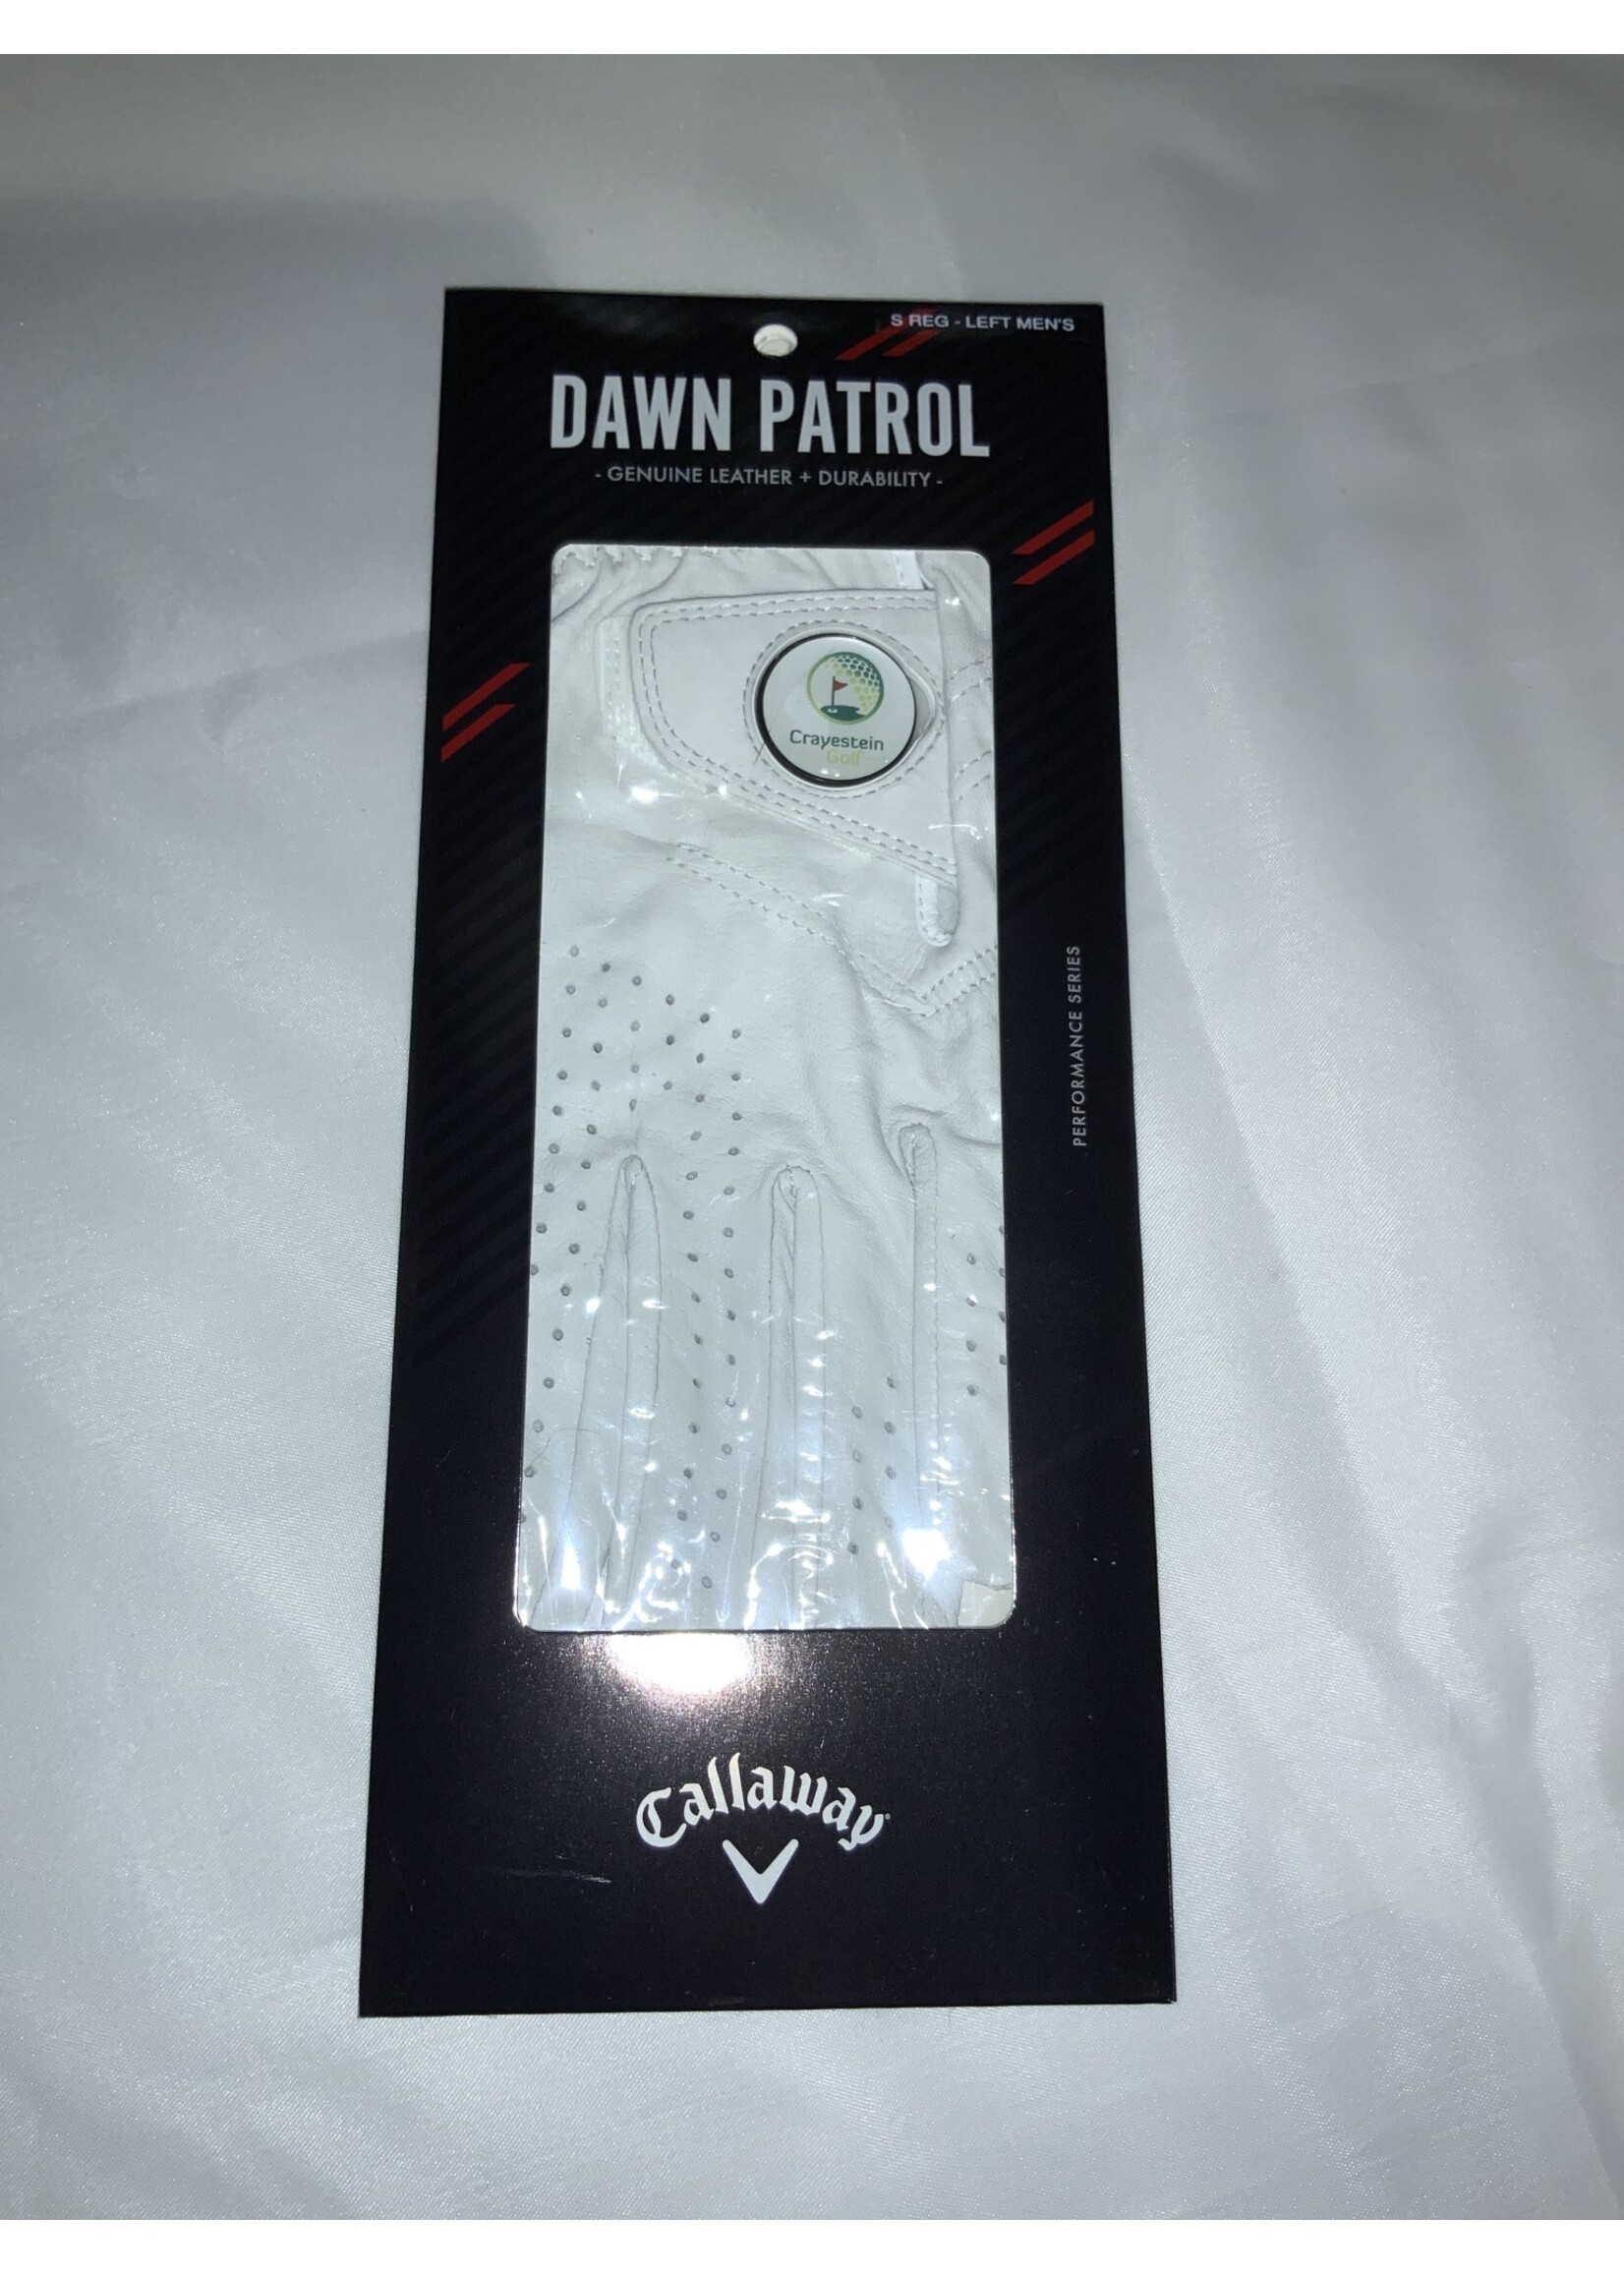 S REG - LEFT MEN'S
DAWN PATROL
- GENUINE LEATHER + DURABILITY -
Crayestein
Golf
PERFORMANCE SERIES
Callaway